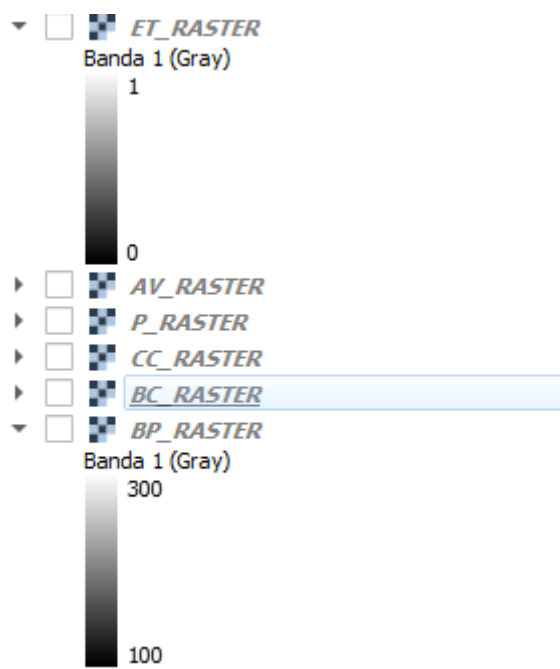 ET_RASTER
Banda 1 (Gray)
1
0
AV_RASTER
P_RASTER
CC_RASTER
BC_RASTER
BP_RASTER
Banda 1 (Gray)
300
100